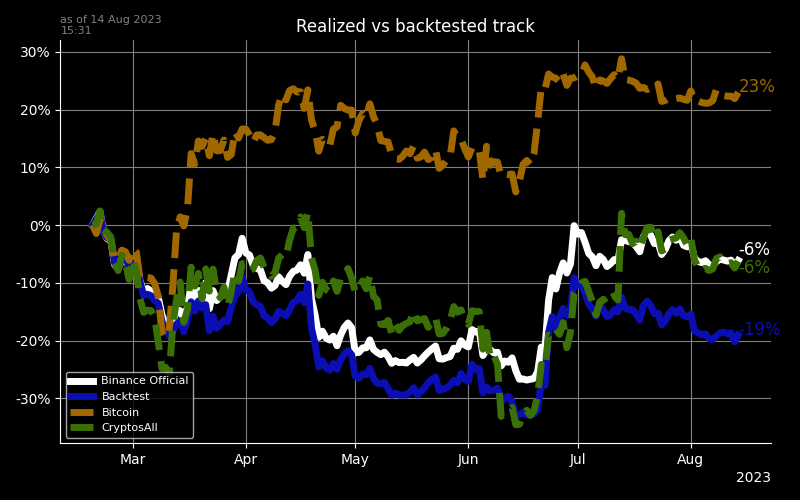 as of 14 Aug 2023
15:31
Realized vs backtested track
30%
20%
10%
0%
-10%
-20%
-30%
23%
-6%
-6%
-19%
Binance Official
Backtest
Bitcoin
CryptosAll
Mar Apr May Jun Jul Aug
2023